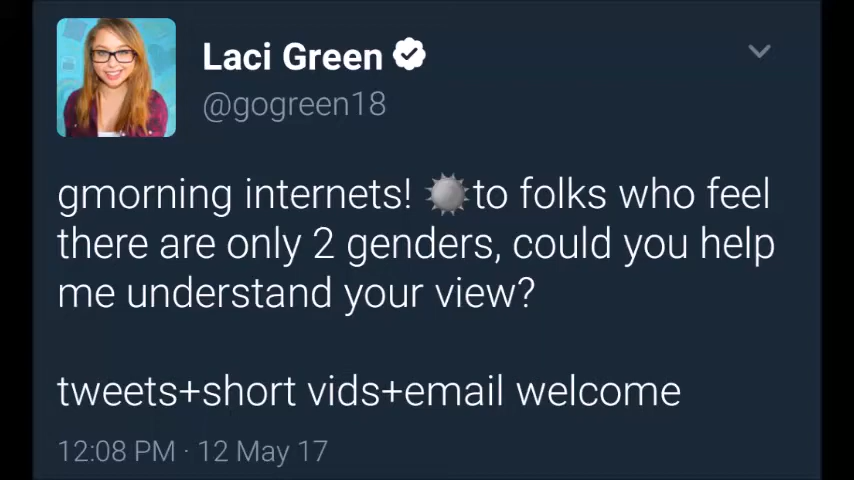 Laci Green
@gogreen18
gmorning internets! ☀️to folks who feel
there are only 2 genders, could you help
me understand your view?
tweets+short vids+email welcome
12:08 PM · 12 May 17